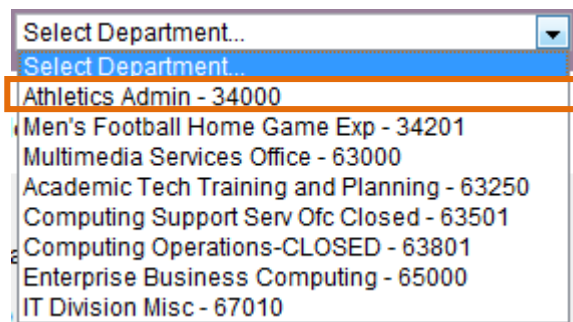 Select Department...
Select Department...
Athletics Admin - 34000
Men's Football Home Game Exp - 34201
Multimedia Services Office - 63000
Academic Tech Training and Planning - 63250
Computing Support Serv Ofc Closed - 63501
Computing Operations-CLOSED - 63801
Enterprise Business Computing - 65000
IT Division Misc - 67010